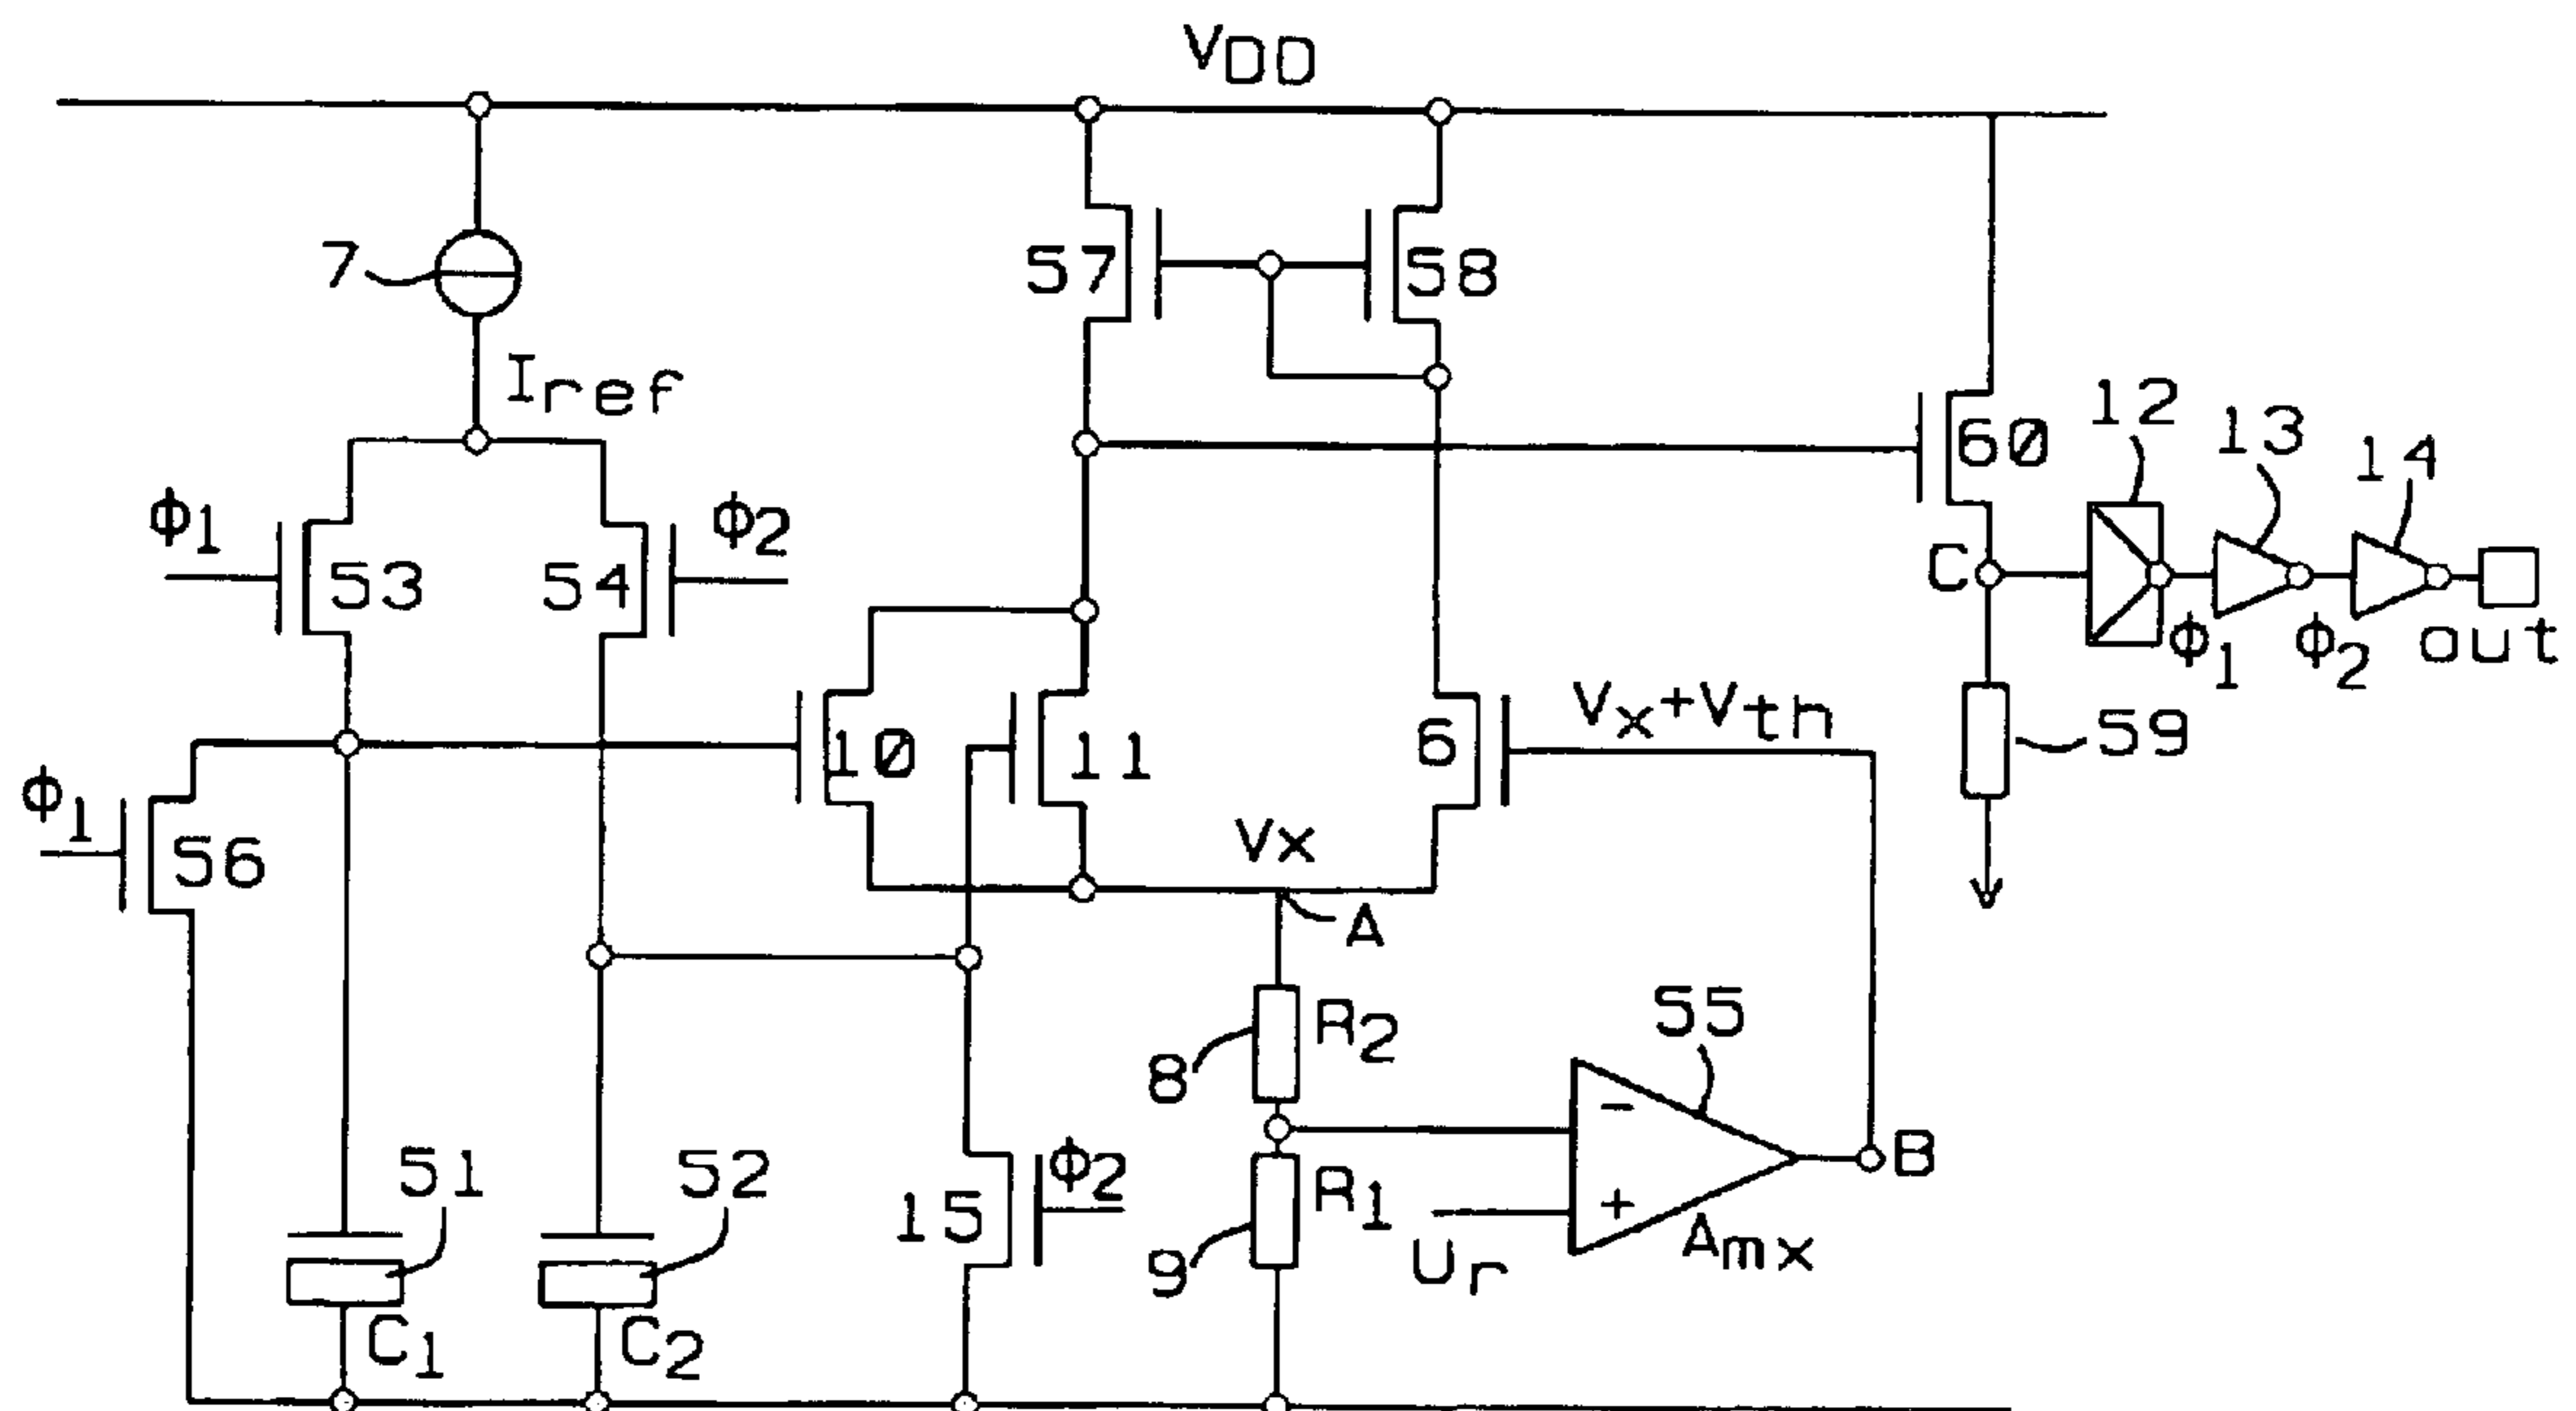 VDD
7
57
58
Iref
12
60
13
14
ϕ1
ϕ2
53
54
C
ϕ1
ϕ2
out
10
11
6
Vx+Vth
59
ϕ1
56
Vx
A
55
8
R2
B
51
52
15
ϕ2
R1
9
Ur
Amx
C1
C2